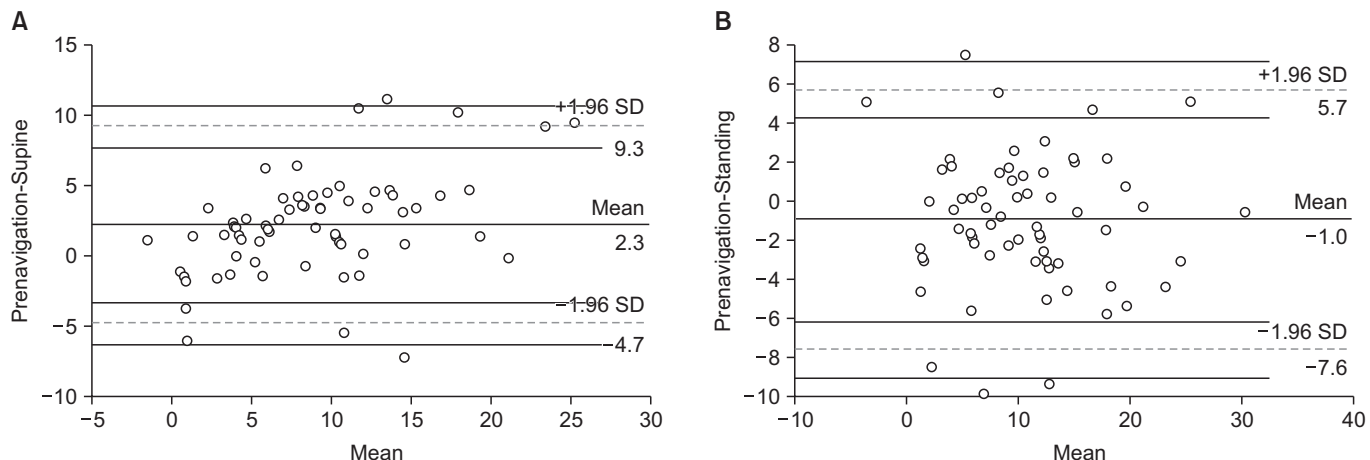 A
15
10
5
0
−5
−10
Prenavigation-Supine
+1.96 SD
9.3
Mean
2.3
−1.96 SD
−4.7
−5 0 5 10 15 20 25 30
Mean
B
8
6
4
2
0
−2
−4
−6
−8
−10
Prenavigation-Standing
+1.96 SD
5.7
Mean
−1.0
−1.96 SD
−7.6
−10 0 10 20 30 40
Mean